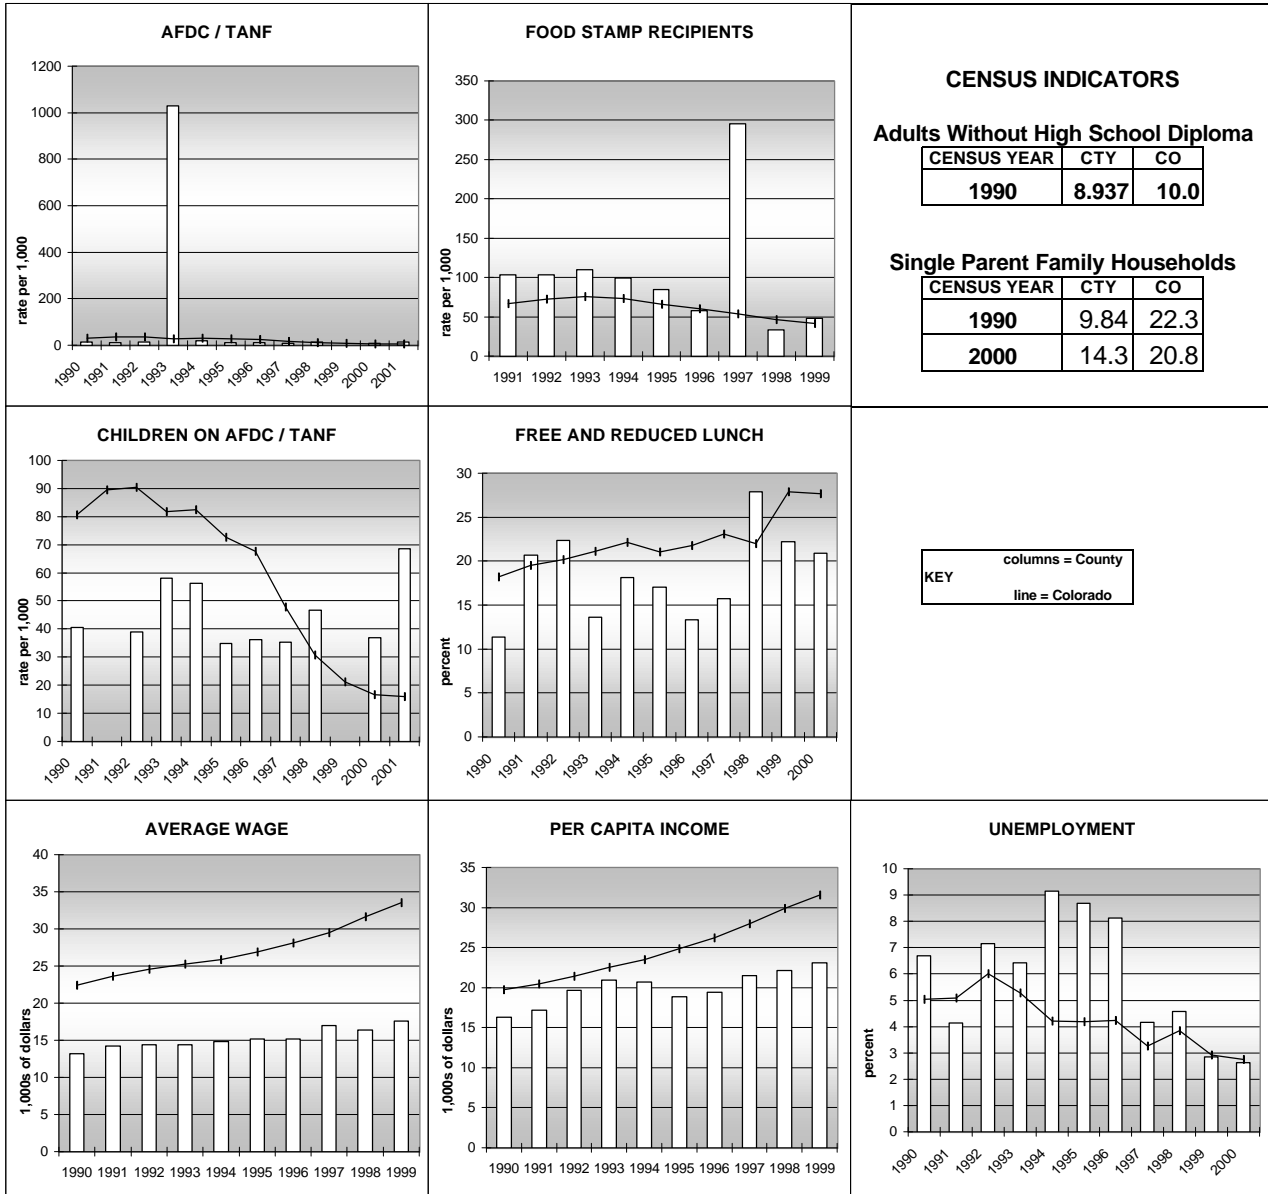 AFDC / TANF
1200
1000
800
600
400
200
0
rate per 1,000
1990 1991 1992 1993 1994 1995 1996 1997 1998 1999 2000 2001
FOOD STAMP RECIPIENTS
350
300
250
200
150
100
50
0
rate per 1,000
1991 1992 1993 1994 1995 1996 1997 1998 1999
CENSUS INDICATORS
Adults Without High School Diploma
CENSUS YEAR CTY CO
1990 8.937 10.0
Single Parent Family Households
CENSUS YEAR CTY CO
1990 9.84 22.3
2000 14.3 20.8
CHILDREN ON AFDC / TANF
100
90
80
70
60
50
40
30
20
10
0
rate per 1,000
1990 1991 1992 1993 1994 1995 1996 1997 1998 1999 2000 2001
FREE AND REDUCED LUNCH
30
25
20
15
10
5
0
percent
1990 1991 1992 1993 1994 1995 1996 1997 1998 1999 2000
columns = County
KEY
line = Colorado
AVERAGE WAGE
40
35
30
25
20
15
10
5
0
1,000s of dollars
1990 1991 1992 1993 1994 1995 1996 1997 1998 1999
PER CAPITA INCOME
35
30
25
20
15
10
5
0
1,000s of dollars
1990 1991 1992 1993 1994 1995 1996 1997 1998 1999
UNEMPLOYMENT
10
9
8
7
6
5
4
3
2
1
0
percent
1990 1991 1992 1993 1994 1995 1996 1997 1998 1999 2000